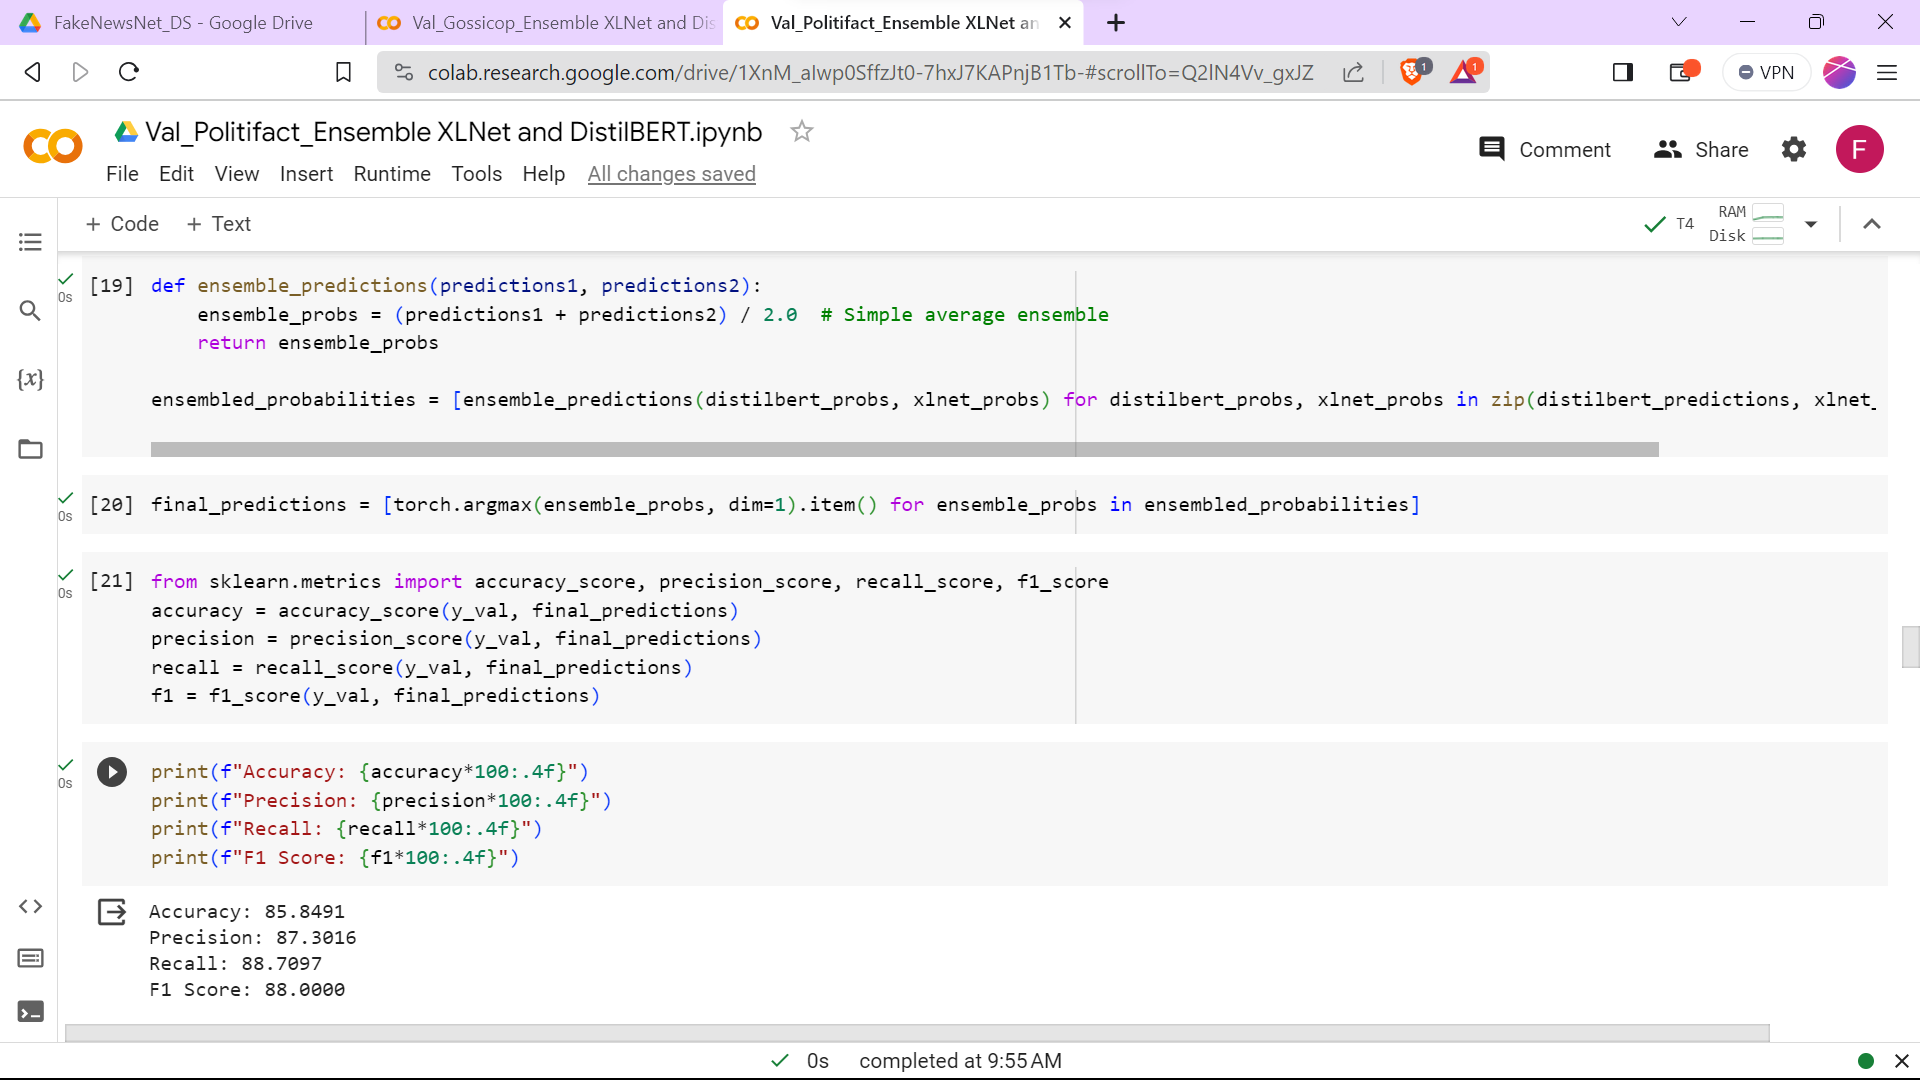 FakeNewsNet_DS - Google Drive
Val_Gossicop_Ensemble XLNet and Dis
Val_Politifact_Ensemble XLNet an
colab.research.google.com/drive/1XnM_aIwp0SffzJt0-7hxJ7KAPnjB1Tb-#scrollTo=Q2lN4Vv_gxJZ
1
1
VPN
Val_Politifact_Ensemble XLNet and DistilBERT.ipynb
Comment
Share
F
File Edit View Insert Runtime Tools Help All changes saved
+ Code + Text
T4
RAM
Disk
{x}
0s
[19] def ensemble_predictions(predictions1, predictions2):
ensemble_probs = (predictions1 + predictions2) / 2.0  # Simple average ensemble
return ensemble_probs
ensembled_probabilities = [ensemble_predictions(distilbert_probs, xlnet_probs) for distilbert_probs, xlnet_probs in zip(distilbert_predictions, xlnet_
0s
[20] final_predictions = [torch.argmax(ensemble_probs, dim=1).item() for ensemble_probs in ensembled_probabilities]
0s
[21] from sklearn.metrics import accuracy_score, precision_score, recall_score, f1_score
accuracy = accuracy_score(y_val, final_predictions)
precision = precision_score(y_val, final_predictions)
recall = recall_score(y_val, final_predictions)
f1 = f1_score(y_val, final_predictions)
0s
print(f"Accuracy: {accuracy*100:.4f}")
print(f"Precision: {precision*100:.4f}")
print(f"Recall: {recall*100:.4f}")
print(f"F1 Score: {f1*100:.4f}")
Accuracy: 85.8491
Precision: 87.3016
Recall: 88.7097
F1 Score: 88.0000
0s completed at 9:55 AM